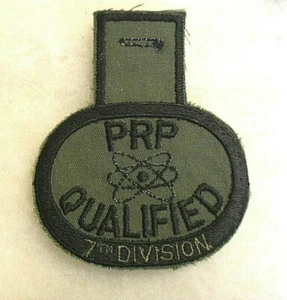 PRP
QUALIFIED
7TH DIVISION